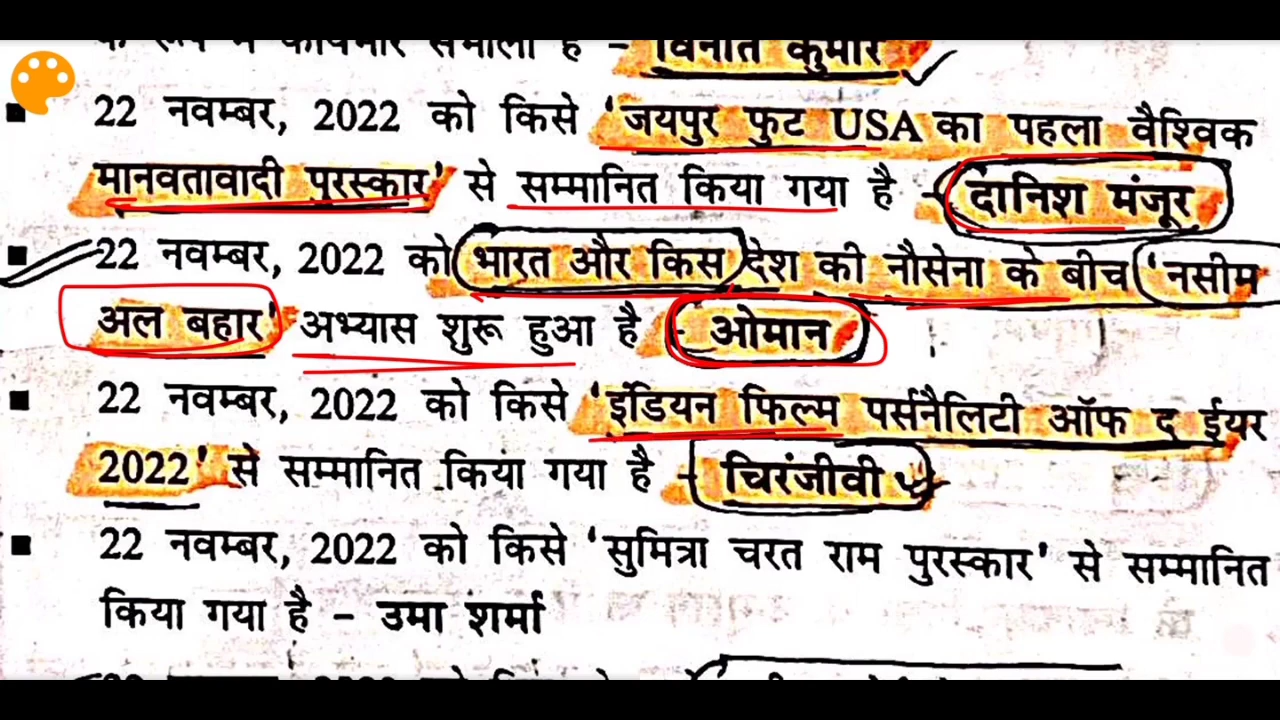 के रूप में कार्यभार संभाला है – विनीत कुमार
■ 22 नवम्बर, 2022 को किसे 'जयपुर फुट USA का पहला वैश्विक
मानवतावादी पुरस्कार' से सम्मानित किया गया है – दानिश मंजूर
■ 22 नवम्बर, 2022 को भारत और किस देश की नौसेना के बीच 'नसीम
अल बहार' अभ्यास शुरू हुआ है – ओमान
■ 22 नवम्बर, 2022 को किसे 'इंडियन फिल्म पर्सनैलिटी ऑफ द ईयर
2022' से सम्मानित किया गया है – चिरंजीवी
■ 22 नवम्बर, 2022 को किसे 'सुमित्रा चरत राम पुरस्कार' से सम्मानित
किया गया है – उमा शर्मा